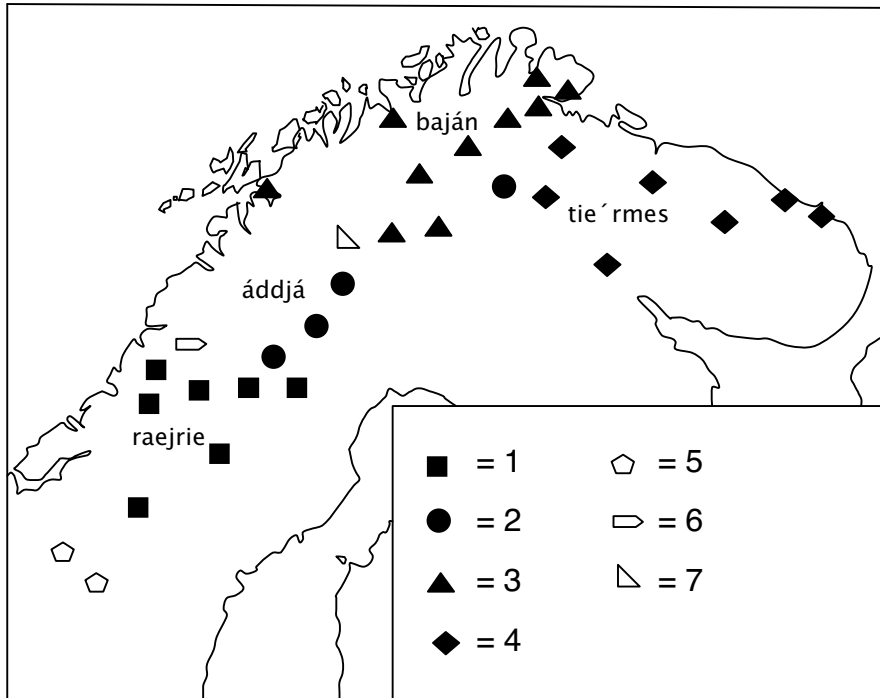 baján
tie´rmes
áddjá
raejrie
= 1
= 5
= 2
= 6
= 3
= 7
= 4